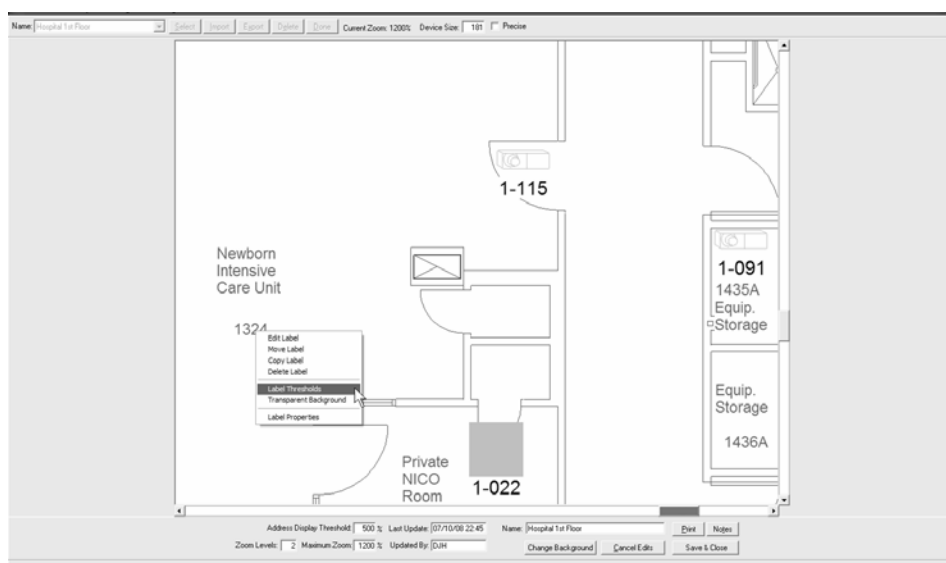 Name: Hospital 1st Floor Select Import Export Delete Done Current Zoom: 1200% Device Size: 181 Precise
1-115
Newborn
Intensive
Care Unit
1324
Edit Label
Move Label
Copy Label
Delete Label
Label Thresholds
Transparent Background
Label Properties
1-091
1435A
Equip.
Storage
Equip.
Storage
1436A
Private
NICO
Room
1-022
Address Display Threshold: 500 % Last Update: 07/10/08 22:45 Name: Hospital 1st Floor Print Notes
Zoom Levels: 2 Maximum Zoom: 1200 % Updated By: DJH Change Background Cancel Edits Save & Close